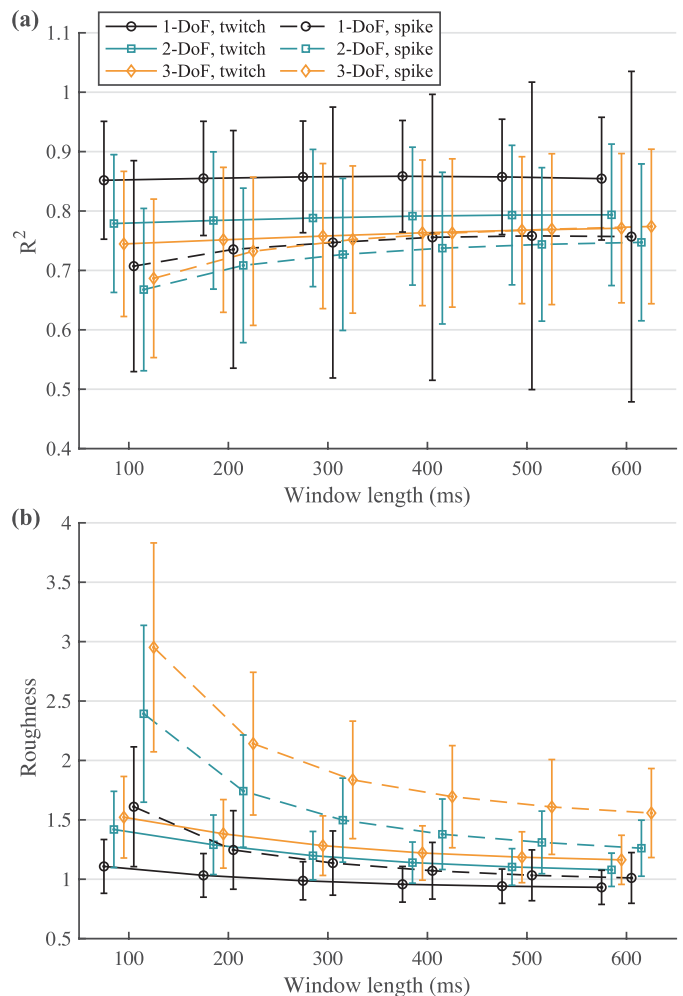 (a)
1-DoF, twitch 1-DoF, spike
2-DoF, twitch 2-DoF, spike
3-DoF, twitch 3-DoF, spike
1.1
1
0.9
0.8
0.7
0.6
0.5
0.4
R²
100 200 300 400 500 600
Window length (ms)
(b)
4
3.5
3
2.5
2
1.5
1
0.5
Roughness
100 200 300 400 500 600
Window length (ms)